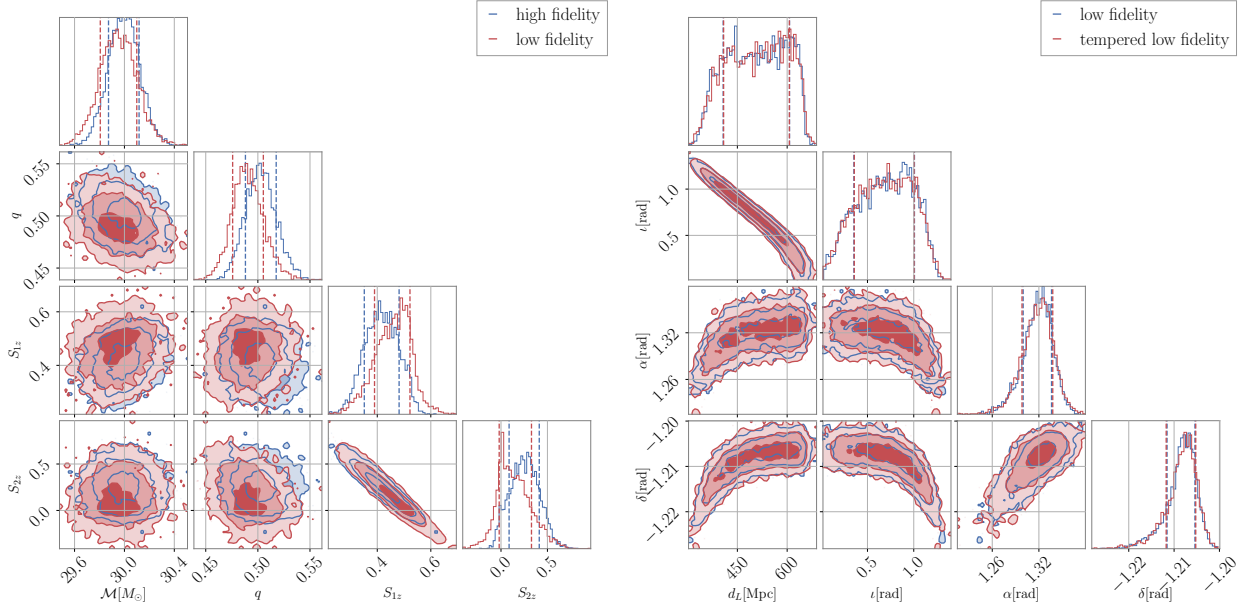 high fidelity
low fidelity
0.55
0.50
0.45
q
0.6
0.4
S1z
0.5
0.0
S2z
29.6
30.0
30.4
M[M⊙]
0.45
0.50
0.55
q
0.4
0.6
S1z
0.0
0.5
S2z
low fidelity
tempered low fidelity
1.0
0.5
ι[rad]
1.32
1.26
α[rad]
−1.20
−1.21
−1.22
δ[rad]
450
600
dL[Mpc]
0.5
1.0
ι[rad]
1.26
1.32
α[rad]
−1.22
−1.21
−1.20
δ[rad]